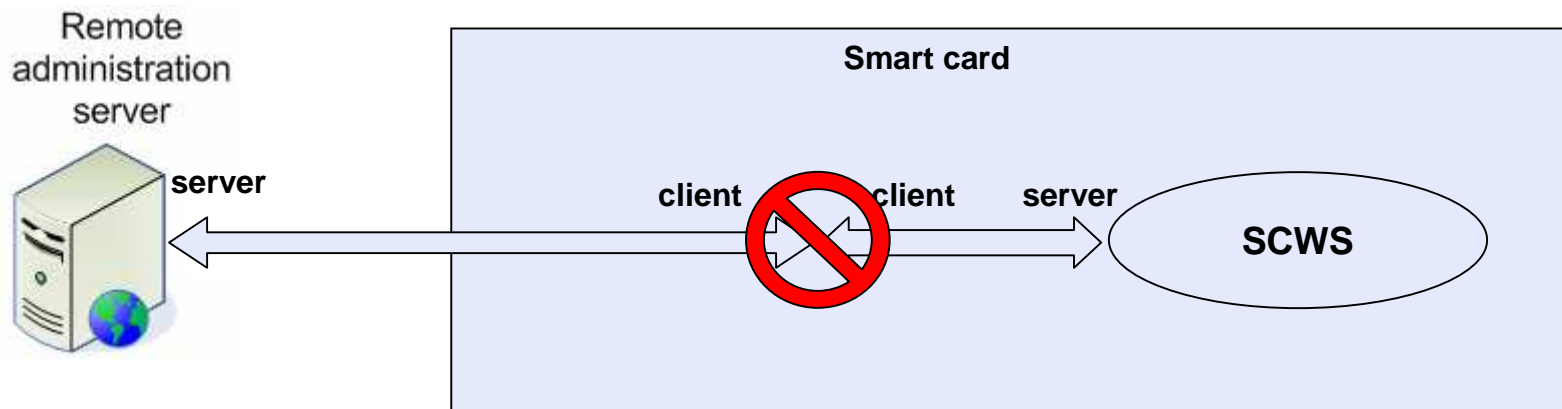 Remote
administration
server
Smart card
server
client
client
server
SCWS